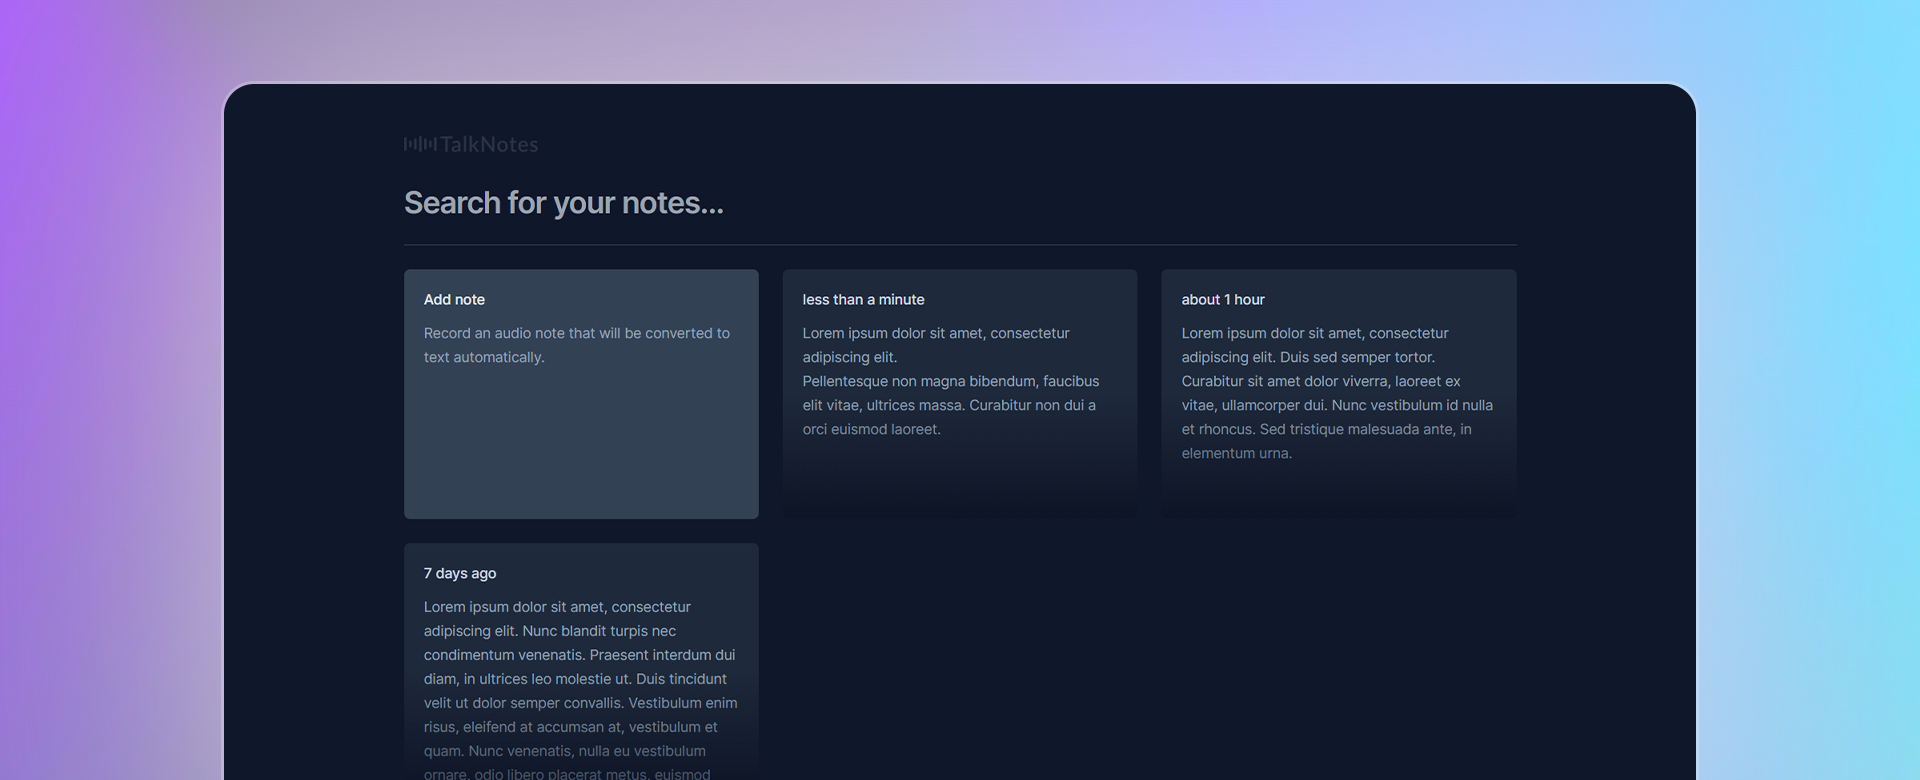 TalkNotes
Search for your notes...
Add note
Record an audio note that will be converted to
text automatically.
less than a minute
Lorem ipsum dolor sit amet, consectetur
adipiscing elit.
Pellentesque non magna bibendum, faucibus
elit vitae, ultrices massa. Curabitur non dui a
orci euismod laoreet.
about 1 hour
Lorem ipsum dolor sit amet, consectetur
adipiscing elit. Duis sed semper tortor.
Curabitur sit amet dolor viverra, laoreet ex
vitae, ullamcorper dui. Nunc vestibulum id nulla
et rhoncus. Sed tristique malesuada ante, in
elementum urna.
7 days ago
Lorem ipsum dolor sit amet, consectetur
adipiscing elit. Nunc blandit turpis nec
condimentum venenatis. Praesent interdum dui
diam, in ultrices leo molestie ut. Duis tincidunt
velit ut dolor semper convallis. Vestibulum enim
risus, eleifend at accumsan at, vestibulum et
quam. Nunc venenatis, nulla eu vestibulum
ornare, odio libero placerat metus, euismod